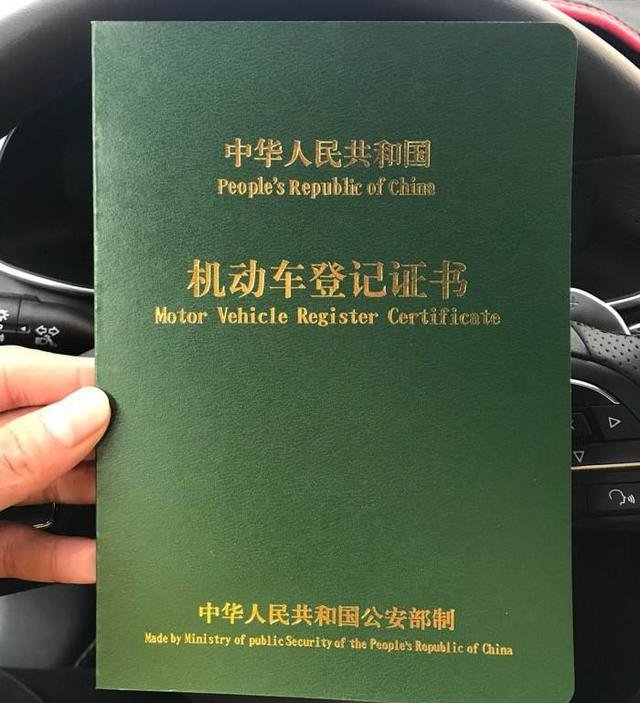 中华人民共和国
People's Republic of China
机动车登记证书
Motor Vehicle Register Certificate
中华人民共和国公安部制
Made by Ministry of public Security of the People's Republic of China